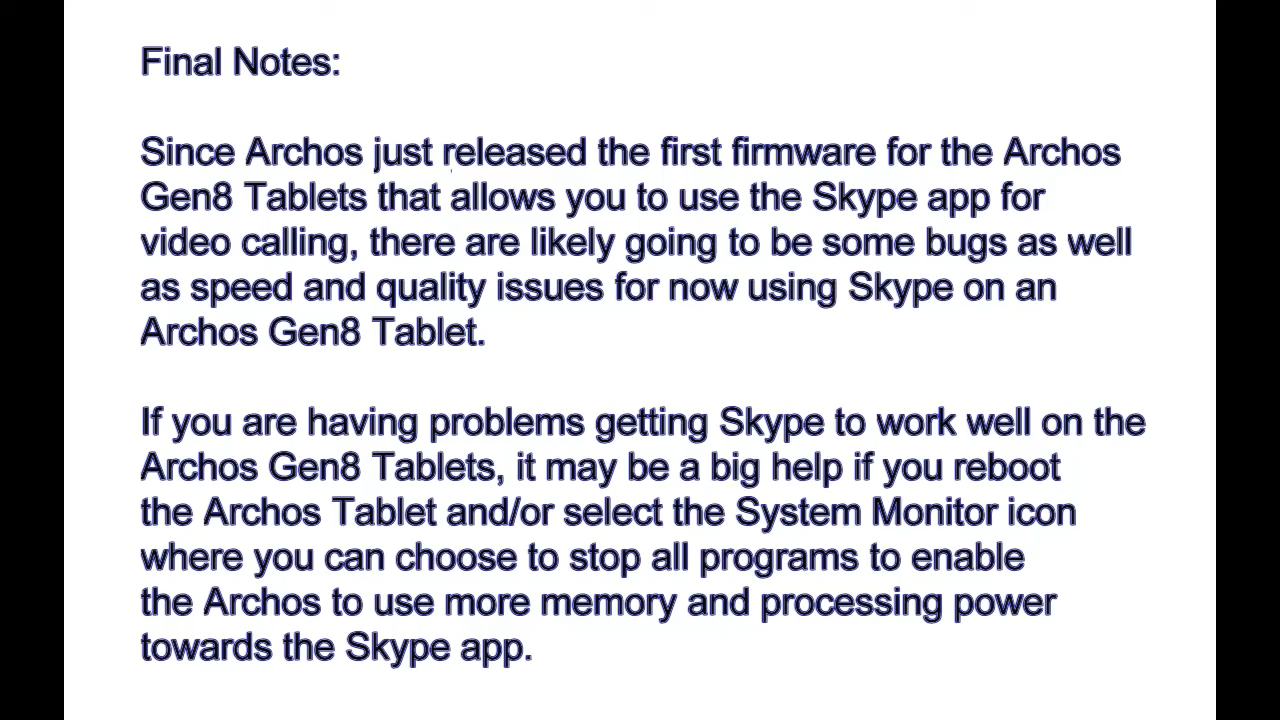 Final Notes:
Since Archos just released the first firmware for the Archos
Gen8 Tablets that allows you to use the Skype app for
video calling, there are likely going to be some bugs as well
as speed and quality issues for now using Skype on an
Archos Gen8 Tablet.
If you are having problems getting Skype to work well on the
Archos Gen8 Tablets, it may be a big help if you reboot
the Archos Tablet and/or select the System Monitor icon
where you can choose to stop all programs to enable
the Archos to use more memory and processing power
towards the Skype app.